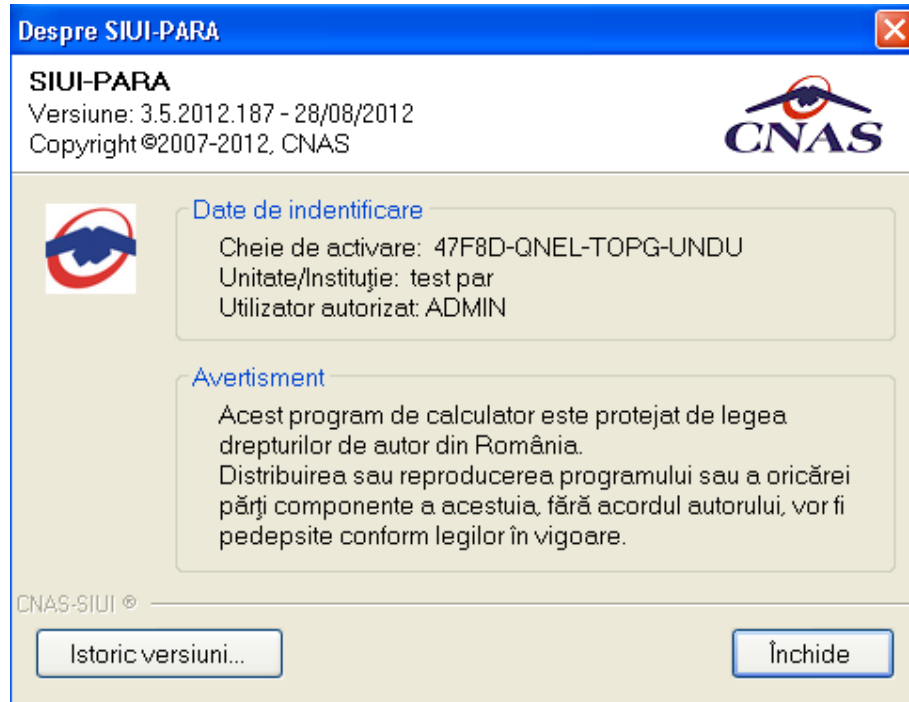 Despre SIUI-PARA
SIUI-PARA
Versiune: 3.5.2012.187 - 28/08/2012
Copyright ©2007-2012, CNAS
CNAS
Date de indentificare
Cheie de activare: 47F8D-QNEL-TOPG-UNDU
Unitate/Instituţie: test par
Utilizator autorizat: ADMIN
Avertisment
Acest program de calculator este protejat de legea
drepturilor de autor din România.
Distribuirea sau reproducerea programului sau a oricărei
părţi componente a acestuia, fără acordul autorului, vor fi
pedepsite conform legilor în vigoare.
CNAS-SIUI ®
Istoric versiuni...
Închide